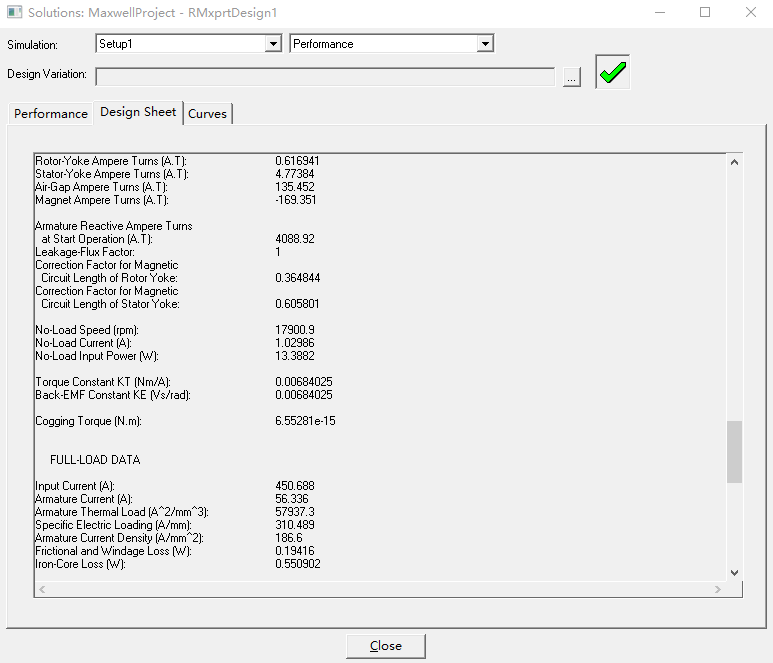 Solutions: MaxwellProject - RMxprtDesign1
Simulation: Setup1 Performance
Design Variation: ...
Performance Design Sheet Curves
Rotor-Yoke Ampere Turns (A.T): 0.616941
Stator-Yoke Ampere Turns (A.T): 4.77384
Air-Gap Ampere Turns (A.T): 135.452
Magnet Ampere Turns (A.T): -169.351
Armature Reactive Ampere Turns
at Start Operation (A.T): 4088.92
Leakage-Flux Factor: 1
Correction Factor for Magnetic
Circuit Length of Rotor Yoke: 0.364844
Correction Factor for Magnetic
Circuit Length of Stator Yoke: 0.605801
No-Load Speed (rpm): 17900.9
No-Load Current (A): 1.02986
No-Load Input Power (W): 13.3882
Torque Constant KT (Nm/A): 0.00684025
Back-EMF Constant KE (Vs/rad): 0.00684025
Cogging Torque (N.m): 6.55281e-15
FULL-LOAD DATA
Input Current (A): 450.688
Armature Current (A): 56.336
Armature Thermal Load (A^2/mm^3): 57937.3
Specific Electric Loading (A/mm): 310.489
Armature Current Density (A/mm^2): 186.6
Frictional and Windage Loss (W): 0.19416
Iron-Core Loss (W): 0.550902
Close